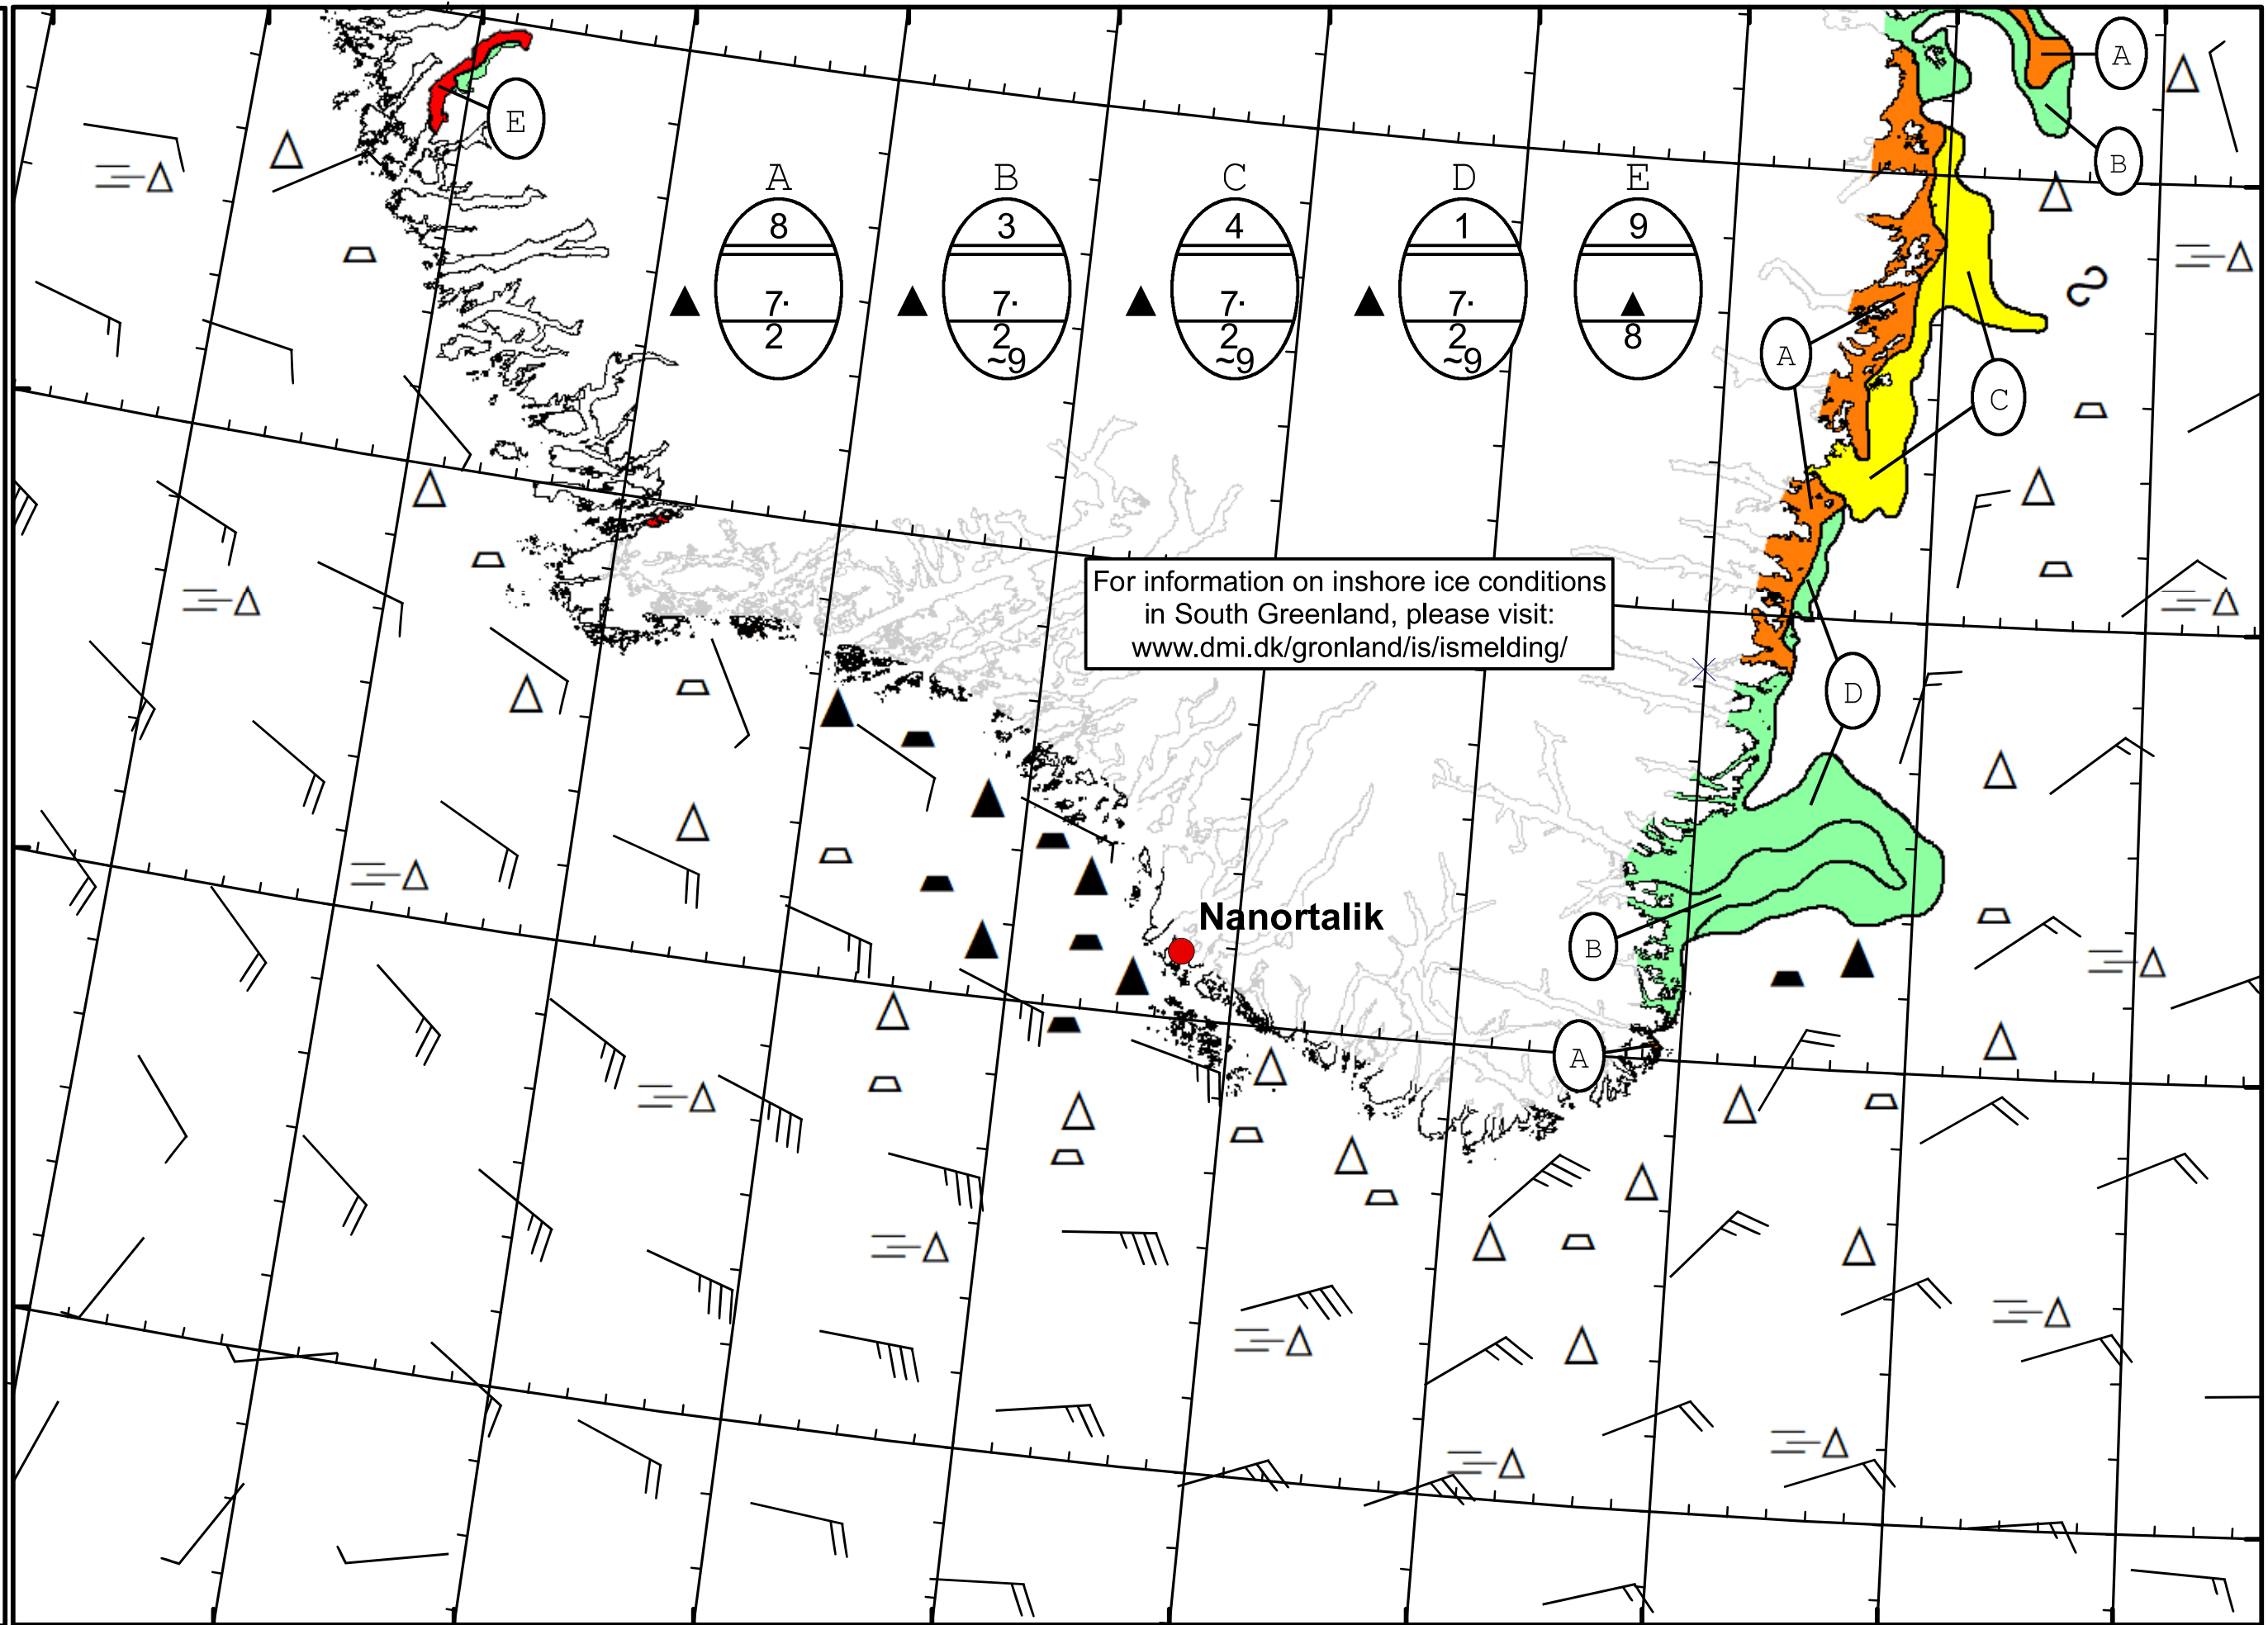 A
E
B
A B C D E
8 3 4 1 9
7· 7· 7· 7· ▲
2 2 2 2 8
~9 ~9 ~9
A
C
For information on inshore ice conditions
in South Greenland, please visit:
www.dmi.dk/gronland/is/ismelding/
D
Nanortalik
B
A